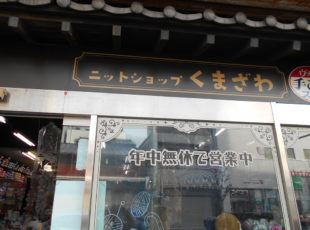 ニットショップ くまざわ
年中無休で営業中